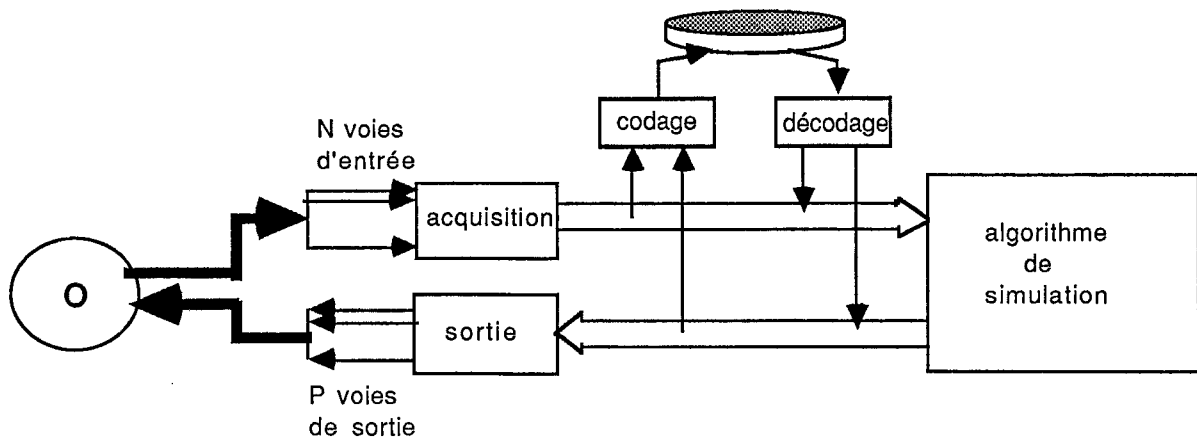 codage
décodage
N voies
d'entrée
acquisition
algorithme
de
simulation
O
sortie
P voies
de sortie